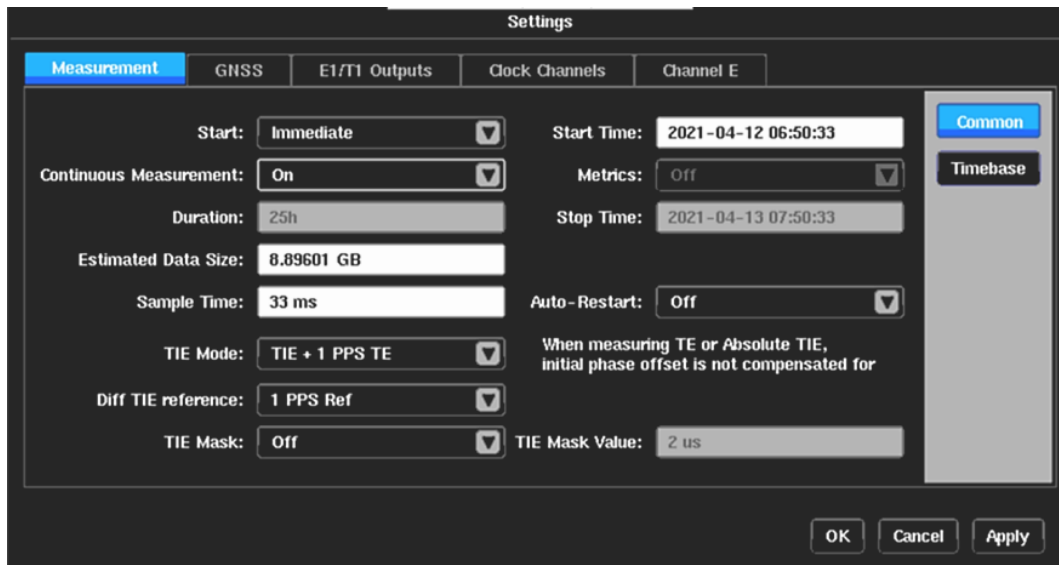 Settings
Measurement GNSS E1/T1 Outputs Clock Channels Channel E
Start: Immediate Start Time: 2021-04-12 06:50:33 Common
Continuous Measurement: On Metrics: Off Timebase
Duration: 25h Stop Time: 2021-04-13 07:50:33
Estimated Data Size: 8.89601 GB
Sample Time: 33 ms Auto-Restart: Off
TIE Mode: TIE + 1 PPS TE When measuring TE or Absolute TIE,
initial phase offset is not compensated for
Diff TIE reference: 1 PPS Ref
TIE Mask: Off TIE Mask Value: 2 us
OK Cancel Apply